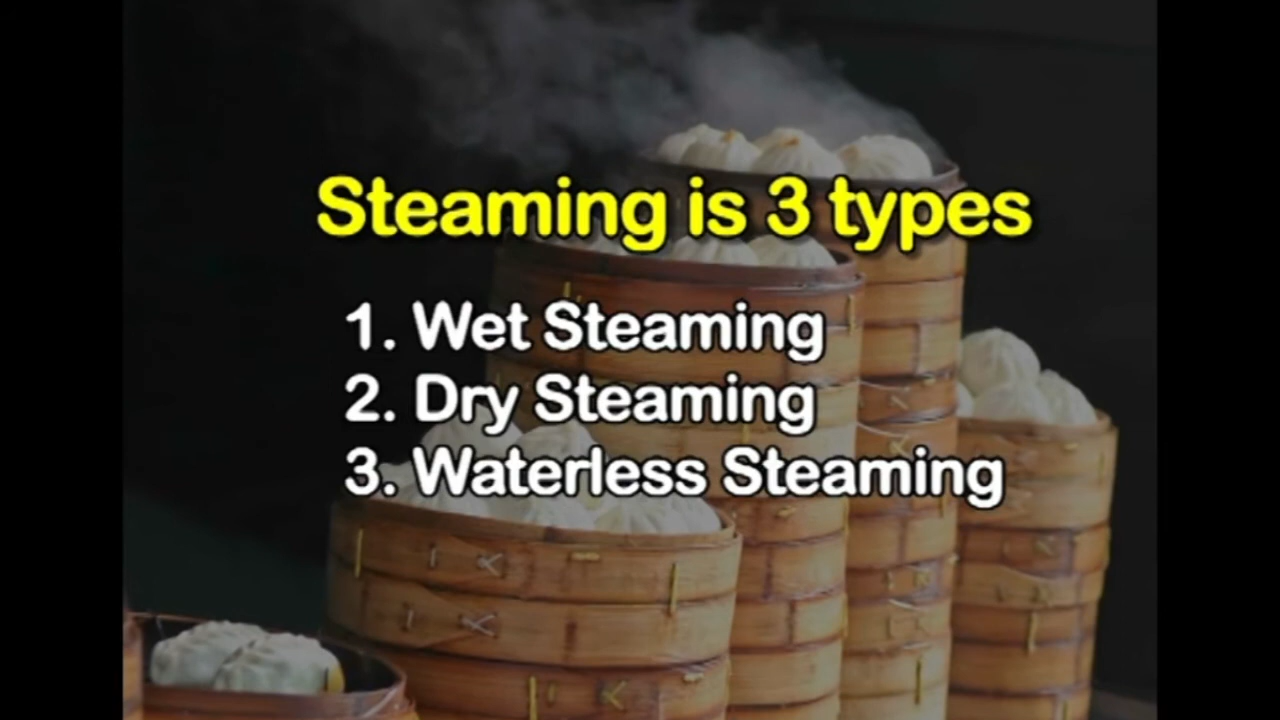 Steaming is 3 types
1. Wet Steaming
2. Dry Steaming
3. Waterless Steaming